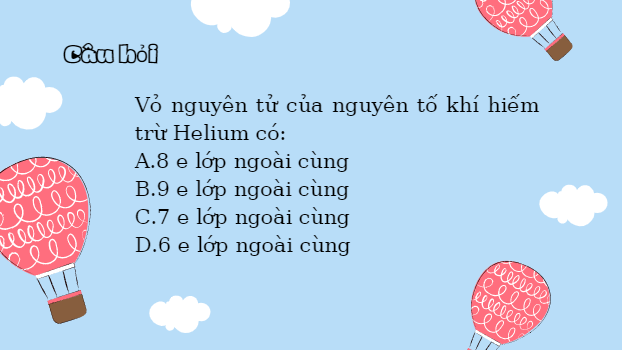 Câu hỏi
Vỏ nguyên tử của nguyên tố khí hiếm
trừ Helium có:
A.8 e lớp ngoài cùng
B.9 e lớp ngoài cùng
C.7 e lớp ngoài cùng
D.6 e lớp ngoài cùng